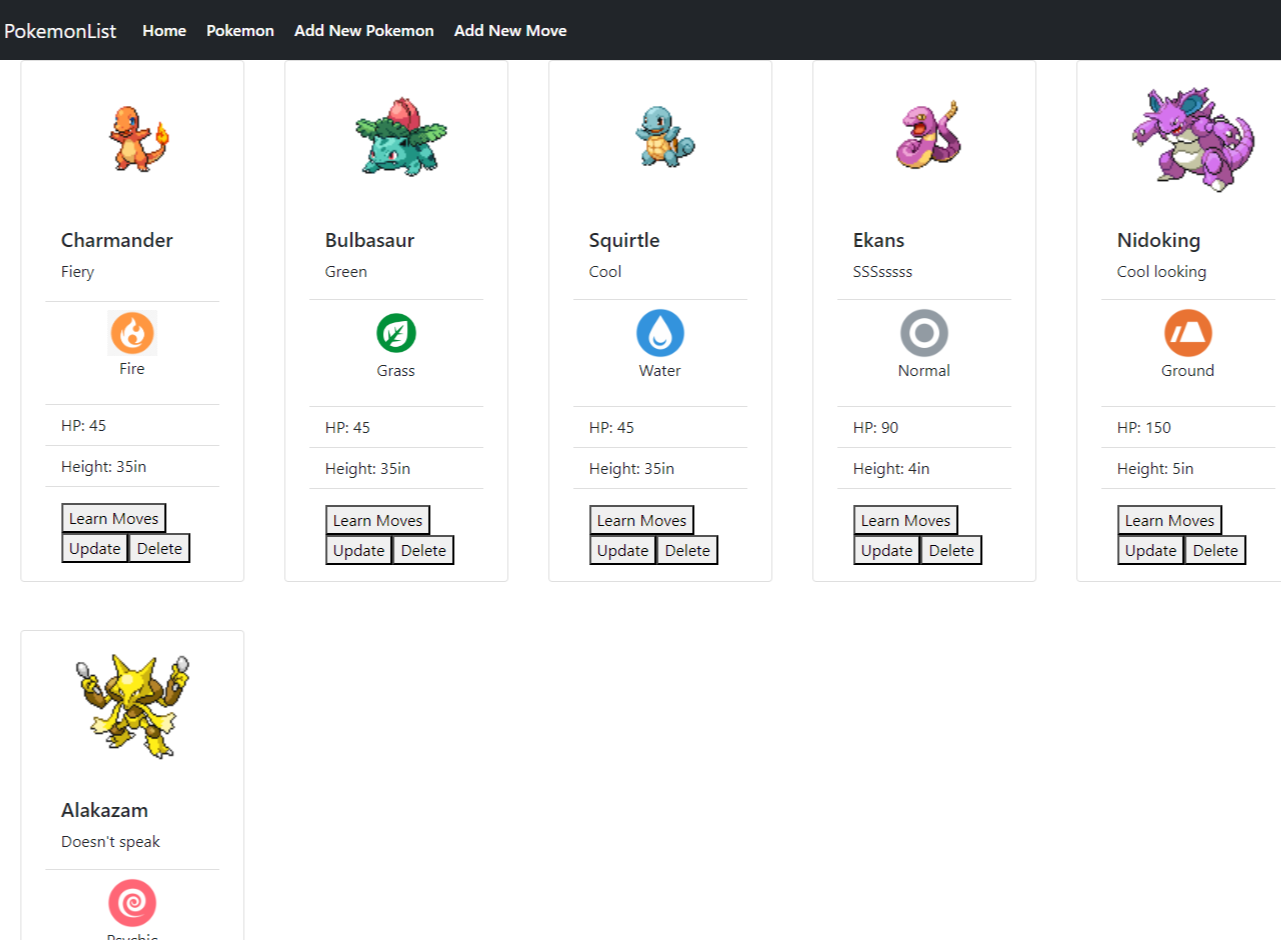 PokemonList Home Pokemon Add New Pokemon Add New Move
Charmander
Fiery
Fire
HP: 45
Height: 35in
Learn Moves
Update Delete
Bulbasaur
Green
Grass
HP: 45
Height: 35in
Learn Moves
Update Delete
Squirtle
Cool
Water
HP: 45
Height: 35in
Learn Moves
Update Delete
Ekans
SSSsssss
Normal
HP: 90
Height: 4in
Learn Moves
Update Delete
Nidoking
Cool looking
Ground
HP: 150
Height: 5in
Learn Moves
Update Delete
Alakazam
Doesn't speak
Psychic